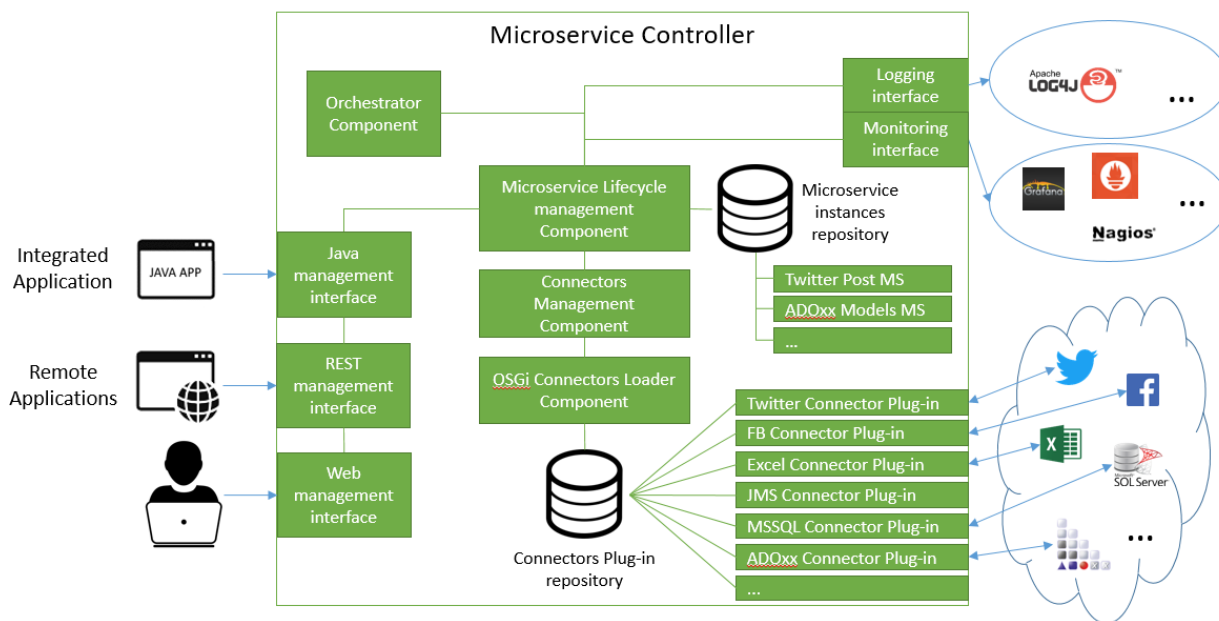 Microservice Controller
Orchestrator
Component
Logging
interface
Monitoring
interface
Apache
LOG4J
TM
...
Grafana
...
Nagios®
Microservice Lifecycle
management
Component
Microservice
instances
repository
Integrated
Application
JAVA APP
Java
management
interface
Connectors
Management
Component
Twitter Post MS
ADOxx Models MS
...
Remote
Applications
REST
management
interface
OSGi Connectors Loader
Component
Web
management
interface
Connectors Plug-in
repository
Twitter Connector Plug-in
FB Connector Plug-in
Excel Connector Plug-in
JMS Connector Plug-in
MSSQL Connector Plug-in
ADOxx Connector Plug-in
...
f
X
Microsoft
SQL Server
...